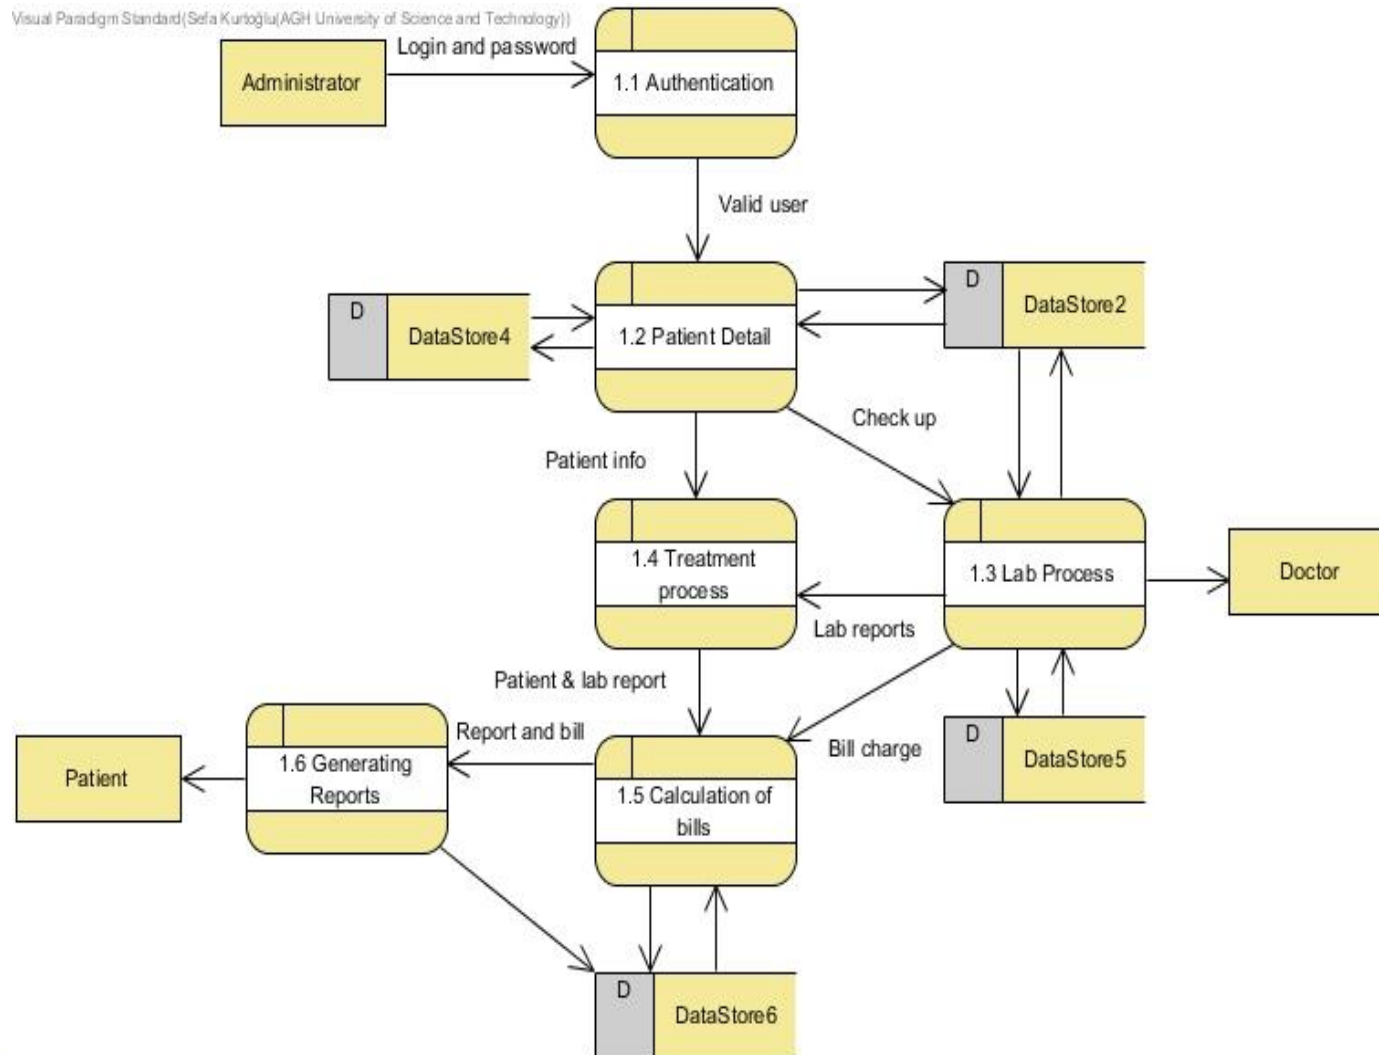 Visual Paradigm Standard(Sefa Kurtoğlu(AGH University of Science and Technology))
Login and password
Administrator
1.1 Authentication
Valid user
D
DataStore4
1.2 Patient Detail
D
DataStore2
Check up
Patient info
1.4 Treatment
process
1.3 Lab Process
Doctor
Lab reports
Patient & lab report
Report and bill
Bill charge
Patient
1.6 Generating
Reports
1.5 Calculation of
bills
D
DataStore5
D
DataStore6